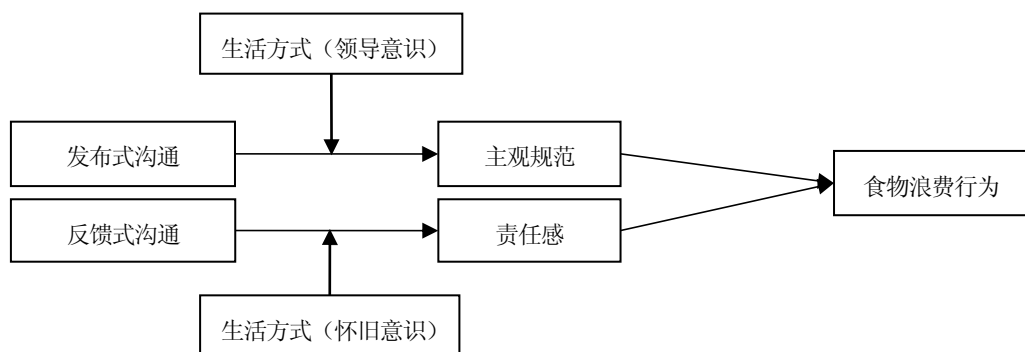 生活方式（领导意识）
发布式沟通
主观规范
食物浪费行为
反馈式沟通
责任感
生活方式（怀旧意识）